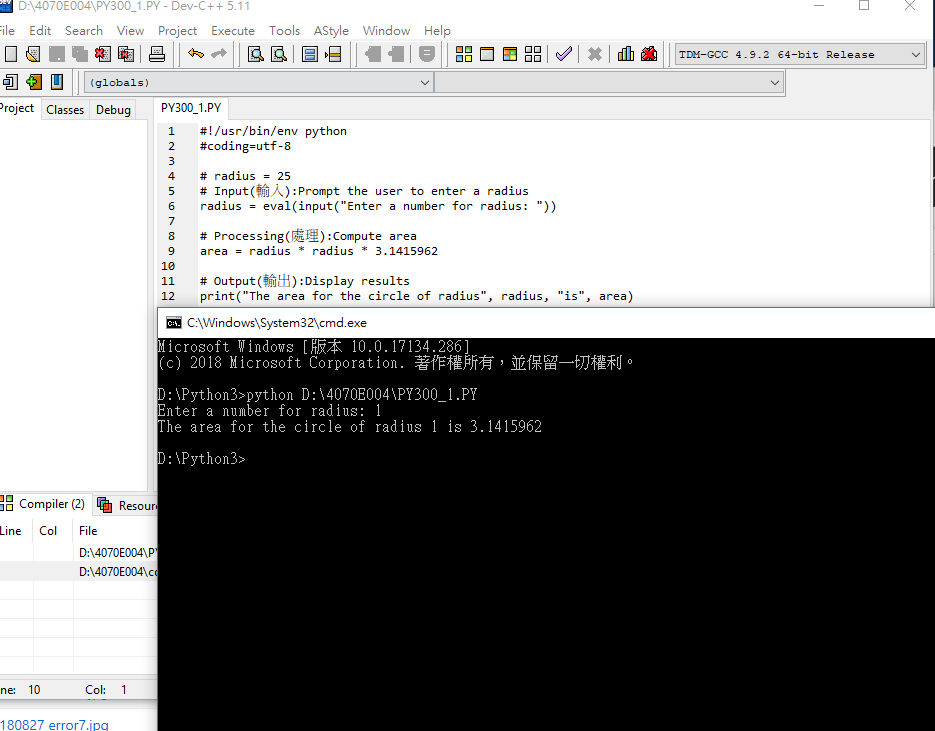 D:\4070E004\PY300_1.PY - Dev-C++ 5.11
File Edit Search View Project Execute Tools AStyle Window Help
TDM-GCC 4.9.2 64-bit Release
(globals)
Project Classes Debug
PY300_1.PY
1 #!/usr/bin/env python
2 #coding=utf-8
3
4 # radius = 25
5 # Input(輸入):Prompt the user to enter a radius
6 radius = eval(input("Enter a number for radius: "))
7
8 # Processing(處理):Compute area
9 area = radius * radius * 3.1415962
10
11 # Output(輸出):Display results
12 print("The area for the circle of radius", radius, "is", area)
C:\Windows\System32\cmd.exe
Microsoft Windows [版本 10.0.17134.286]
(c) 2018 Microsoft Corporation. 著作權所有，並保留一切權利。
D:\Python3>python D:\4070E004\PY300_1.PY
Enter a number for radius: 1
The area for the circle of radius 1 is 3.1415962
D:\Python3>
Compiler (2) Resour
Line Col File
D:\4070E004\PY
D:\4070E004\co
ne: 10 Col: 1
180827 error7.jpg